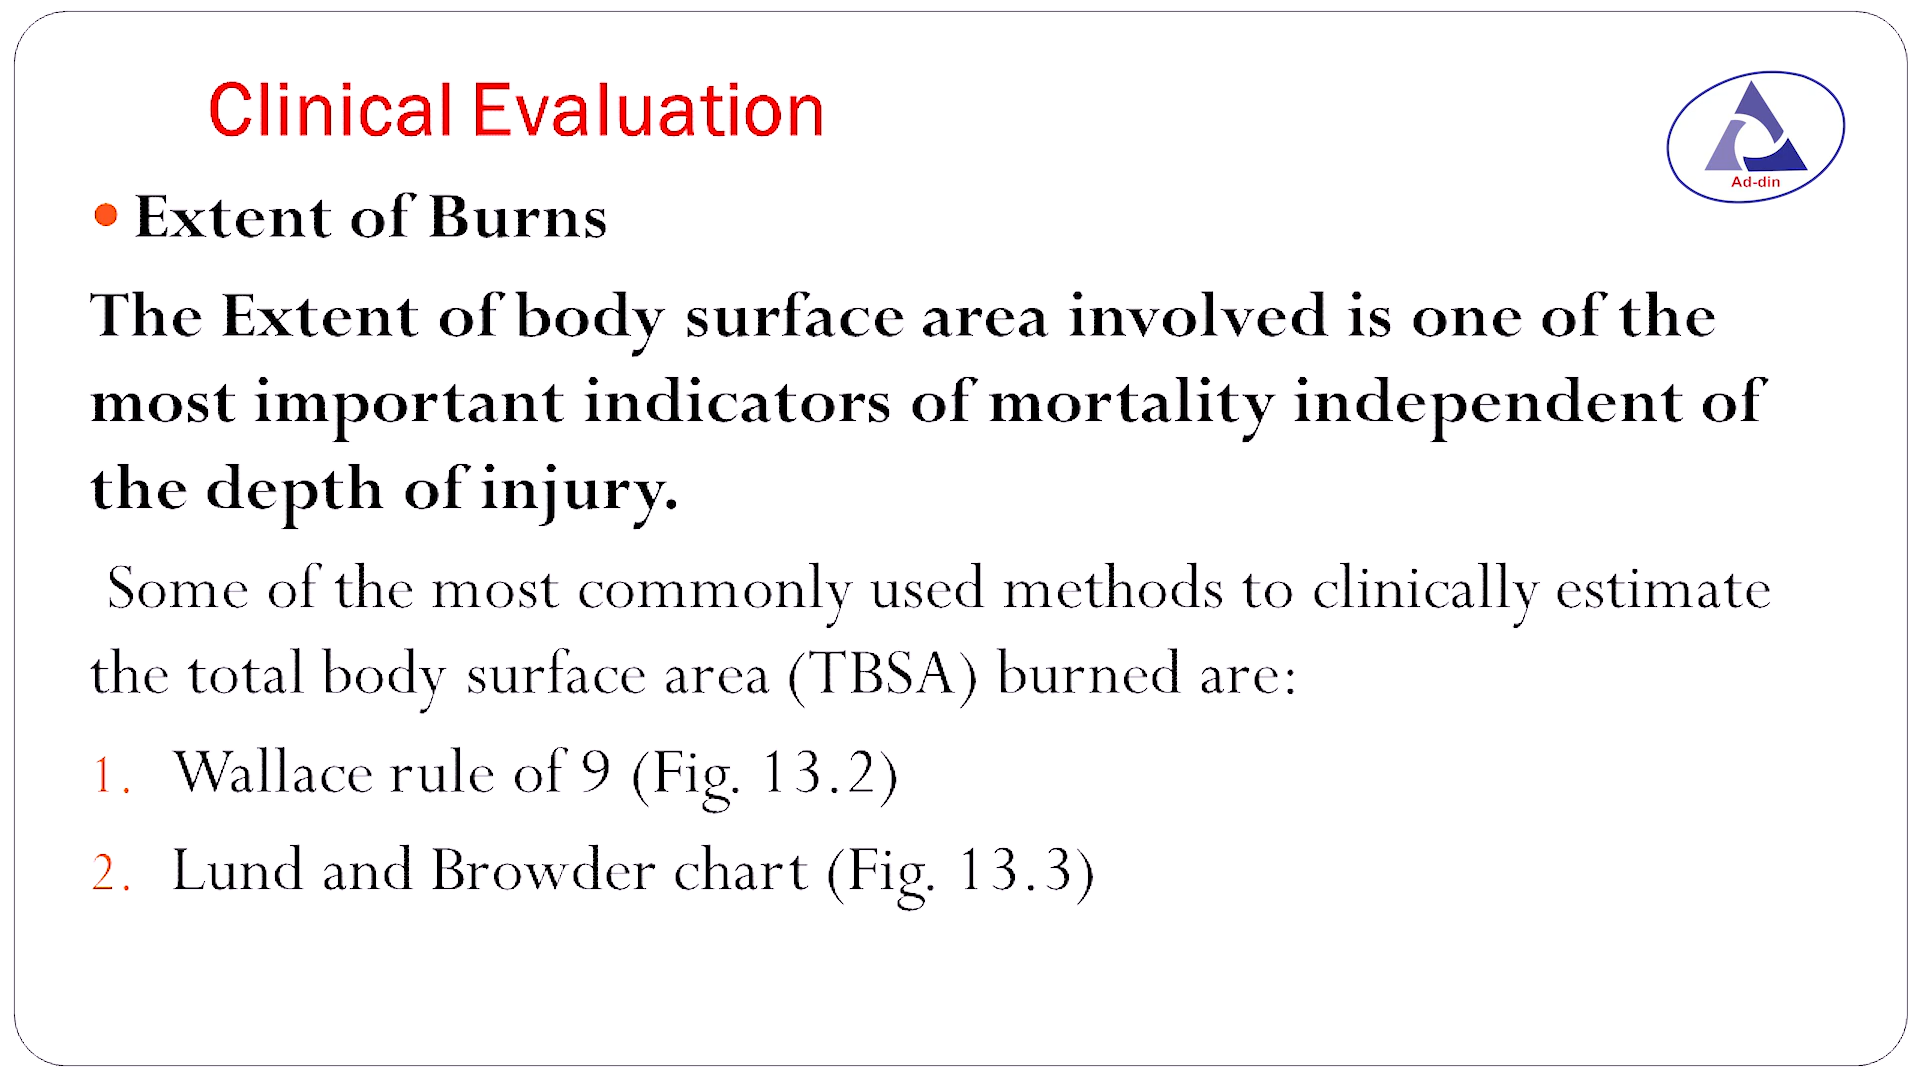 Clinical Evaluation
Ad-din
• Extent of Burns
The Extent of body surface area involved is one of the
most important indicators of mortality independent of
the depth of injury.
Some of the most commonly used methods to clinically estimate
the total body surface area (TBSA) burned are:
1. Wallace rule of 9 (Fig. 13.2)
2. Lund and Browder chart (Fig. 13.3)